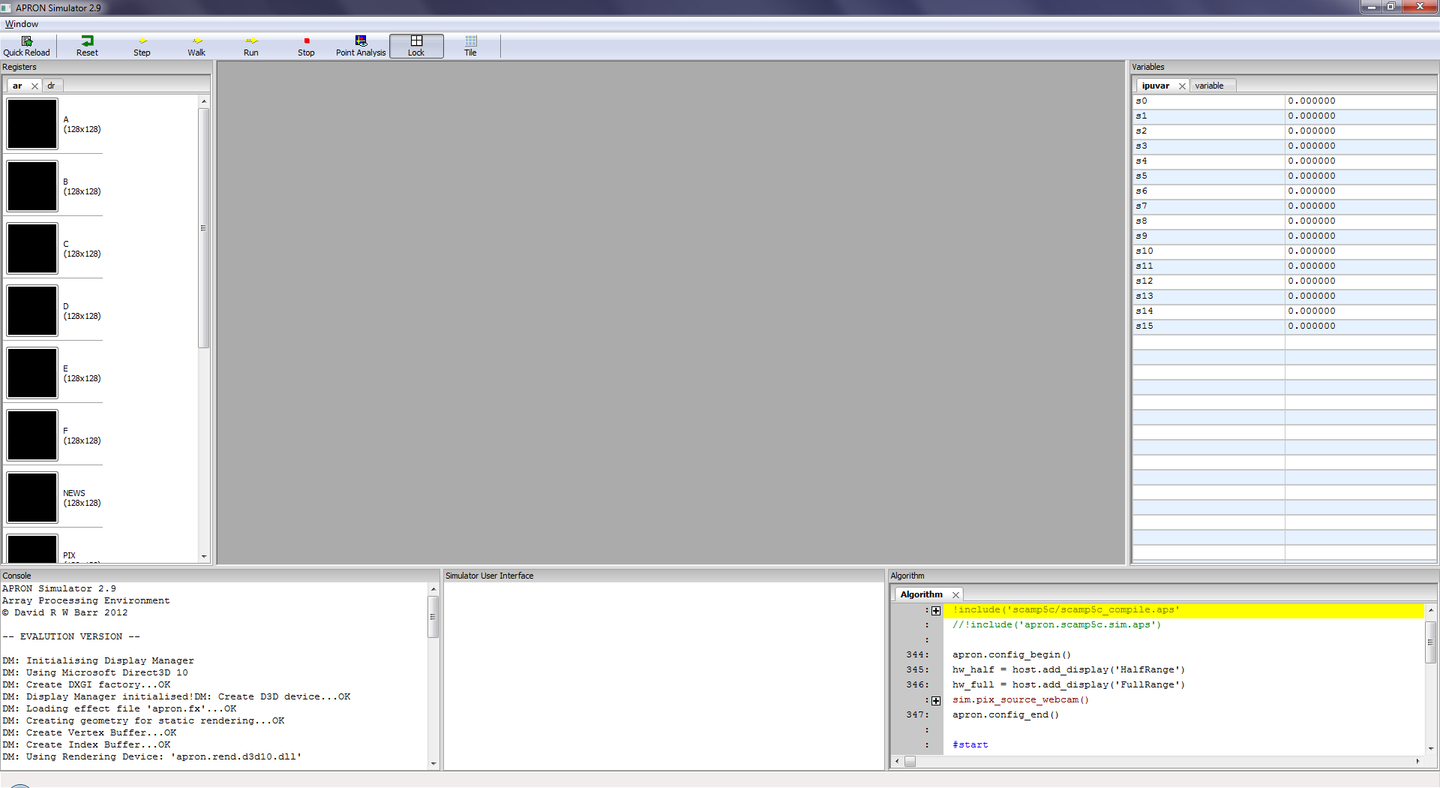 APRON Simulator 2.9
Window
Quick Reload Reset Step Walk Run Stop Point Analysis Lock Tile
Registers
ar dr
A
(128x128)
B
(128x128)
C
(128x128)
D
(128x128)
E
(128x128)
F
(128x128)
NEWS
(128x128)
PIX
Variables
ipuvar variable
s0 0.000000
s1 0.000000
s2 0.000000
s3 0.000000
s4 0.000000
s5 0.000000
s6 0.000000
s7 0.000000
s8 0.000000
s9 0.000000
s10 0.000000
s11 0.000000
s12 0.000000
s13 0.000000
s14 0.000000
s15 0.000000
Console
APRON Simulator 2.9
Array Processing Environment
© David R W Barr 2012
-- EVALUTION VERSION --
DM: Initialising Display Manager
DM: Using Microsoft Direct3D 10
DM: Create DXGI factory...OK
DM: Display Manager initialised!DM: Create D3D device...OK
DM: Loading effect file 'apron.fx'...OK
DM: Creating geometry for static rendering...OK
DM: Create Vertex Buffer...OK
DM: Create Index Buffer...OK
DM: Using Rendering Device: 'apron.rend.d3d10.dll'
Simulator User Interface
Algorithm
Algorithm
: !include('scamp5c/scamp5c_compile.aps'
: //!include('apron.scamp5c.sim.aps')
:
344: apron.config_begin()
345: hw_half = host.add_display('HalfRange')
346: hw_full = host.add_display('FullRange')
: sim.pix_source_webcam()
347: apron.config_end()
:
: #start